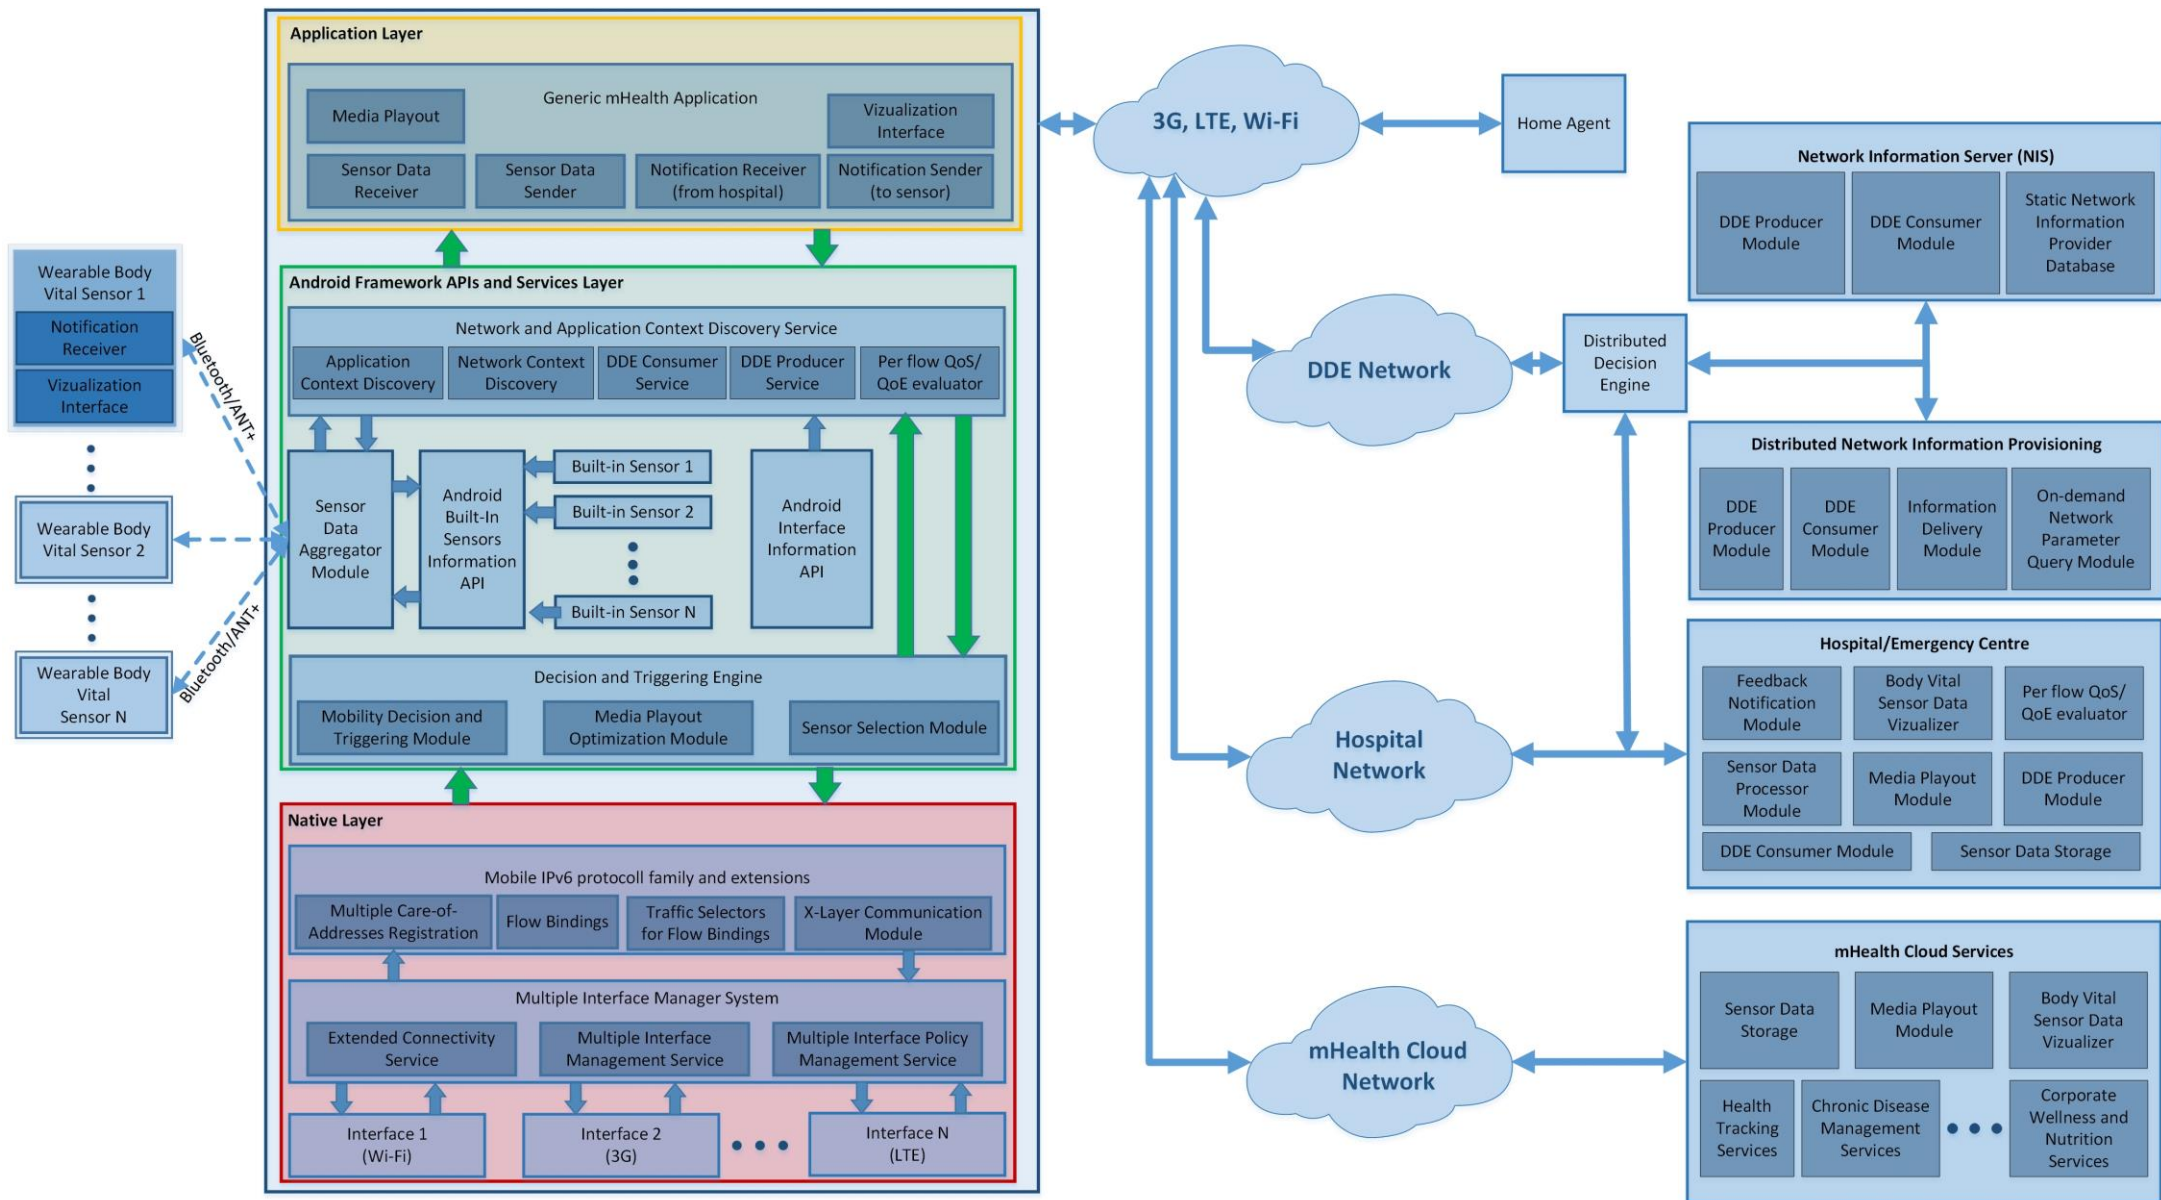 Application Layer
Generic mHealth Application
Media Playout
Vizualization
Interface
Sensor Data
Receiver
Sensor Data
Sender
Notification Receiver
(from hospital)
Notification Sender
(to sensor)
Wearable Body
Vital Sensor 1
Notification
Receiver
Vizualization
Interface
Wearable Body
Vital Sensor 2
Wearable Body
Vital
Sensor N
Bluetooth/ANT+
Bluetooth/ANT+
Android Framework APIs and Services Layer
Network and Application Context Discovery Service
Application
Context Discovery
Network Context
Discovery
DDE Consumer
Service
DDE Producer
Service
Per flow QoS/
QoE evaluator
Sensor
Data
Aggregator
Module
Android
Built-In
Sensors
Information
API
Built-in Sensor 1
Built-in Sensor 2
Built-in Sensor N
Android
Interface
Information
API
Decision and Triggering Engine
Mobility Decision and
Triggering Module
Media Playout
Optimization Module
Sensor Selection Module
Native Layer
Mobile IPv6 protocoll family and extensions
Multiple Care-of-
Addresses Registration
Flow Bindings
Traffic Selectors
for Flow Bindings
X-Layer Communication
Module
Multiple Interface Manager System
Extended Connectivity
Service
Multiple Interface
Management Service
Multiple Interface Policy
Management Service
Interface 1
(Wi-Fi)
Interface 2
(3G)
Interface N
(LTE)
3G, LTE, Wi-Fi
Home Agent
DDE Network
Distributed
Decision
Engine
Hospital
Network
mHealth Cloud
Network
Network Information Server (NIS)
DDE Producer
Module
DDE Consumer
Module
Static Network
Information
Provider
Database
Distributed Network Information Provisioning
DDE
Producer
Module
DDE
Consumer
Module
Information
Delivery
Module
On-demand
Network
Parameter
Query Module
Hospital/Emergency Centre
Feedback
Notification
Module
Body Vital
Sensor Data
Vizualizer
Per flow QoS/
QoE evaluator
Sensor Data
Processor
Module
Media Playout
Module
DDE Producer
Module
DDE Consumer Module
Sensor Data Storage
mHealth Cloud Services
Sensor Data
Storage
Media Playout
Module
Body Vital
Sensor Data
Vizualizer
Health
Tracking
Services
Chronic Disease
Management
Services
Corporate
Wellness and
Nutrition
Services